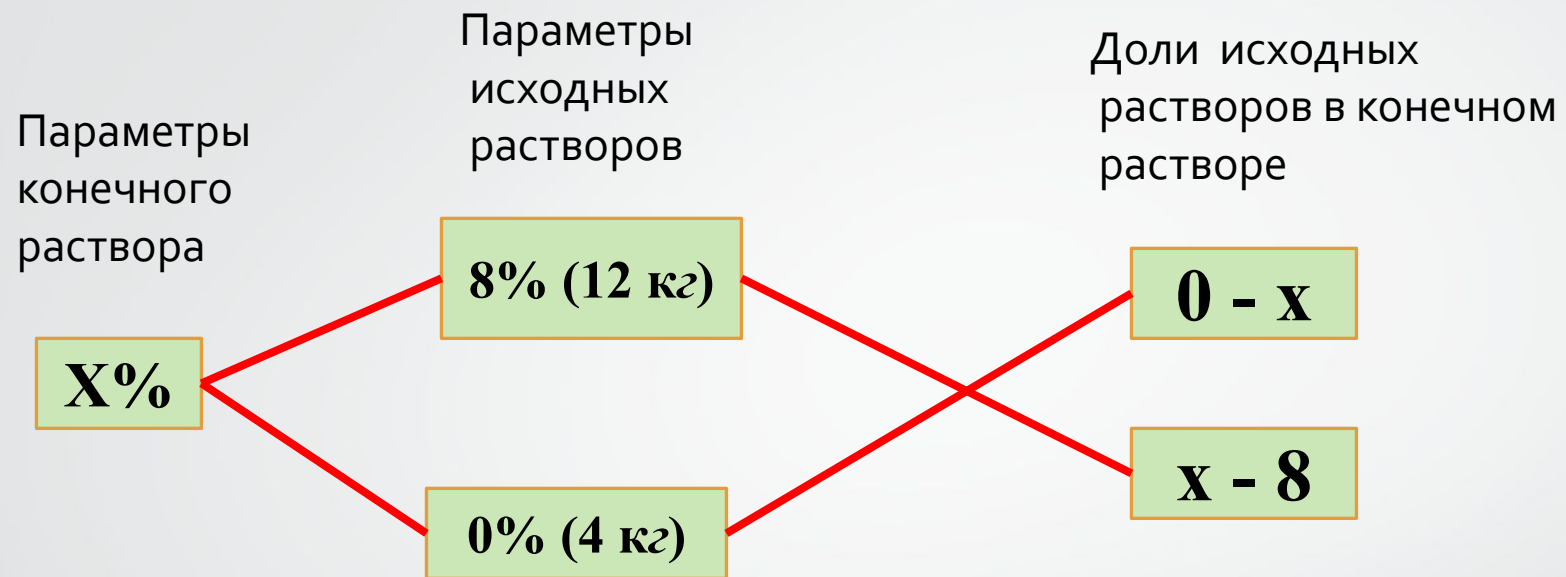 Параметры
конечного
раствора
Х%
Параметры
исходных
растворов
8% (12 кг)
0% (4 кг)
Доли исходных
растворов в конечном
растворе
0 - х
х - 8